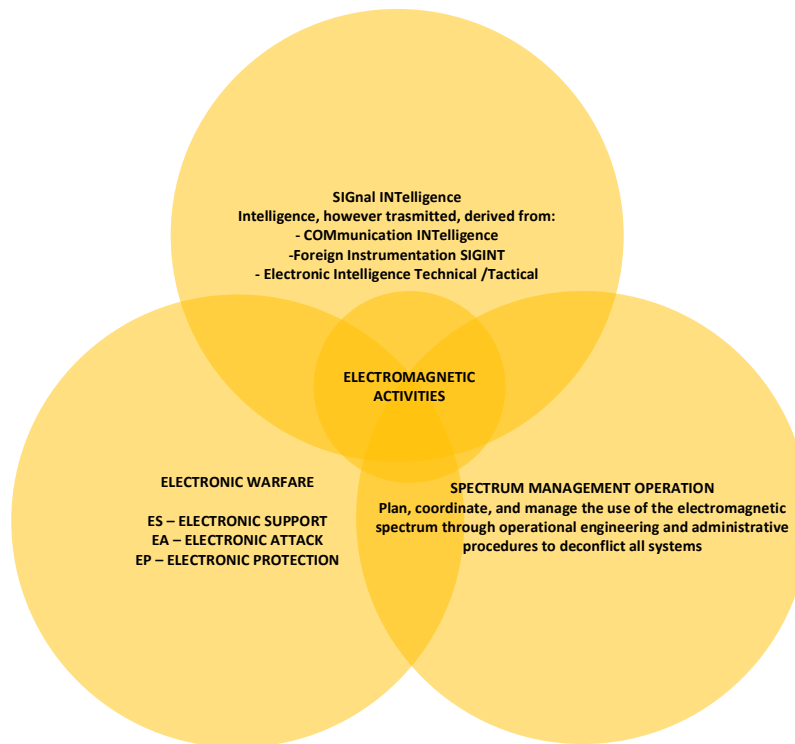 SIGnal INTelligence
Intelligence, however trasmitted, derived from:
- COMmunication INTelligence
-Foreign Instrumentation SIGINT
- Electronic Intelligence Technical /Tactical
ELECTROMAGNETIC
ACTIVITIES
ELECTRONIC WARFARE
ES – ELECTRONIC SUPPORT
EA – ELECTRONIC ATTACK
EP – ELECTRONIC PROTECTION
SPECTRUM MANAGEMENT OPERATION
Plan, coordinate, and manage the use of the electromagnetic
spectrum through operational engineering and administrative
procedures to deconflict all systems